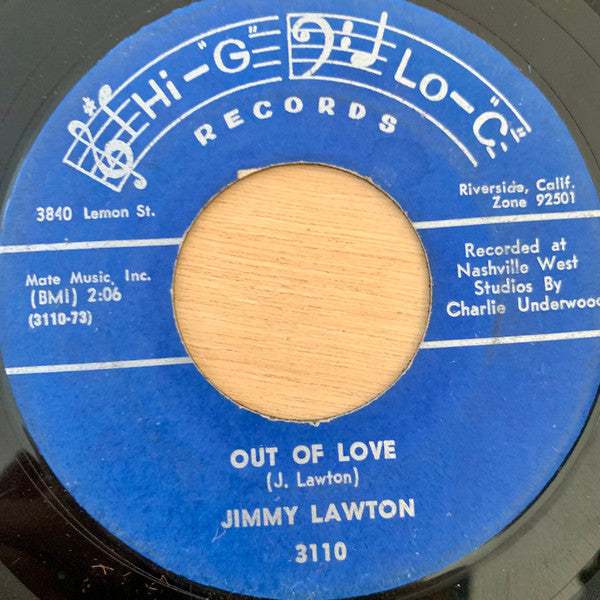 Hi-"G" Lo-"C"
RECORDS
3840 Lemon St.
Riverside, Calif.
Zone 92501
Mate Music, Inc.
(BMI) 2:06
(3110-73)
Recorded at
Nashville West
Studios By
Charlie Underwood
OUT OF LOVE
(J. Lawton)
JIMMY LAWTON
3110